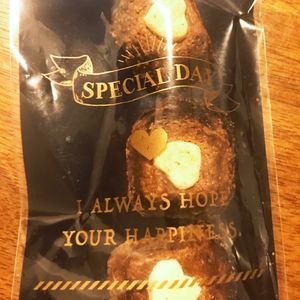 SPECIAL DAY
I ALWAYS HOPE
YOUR HAPPINESS.